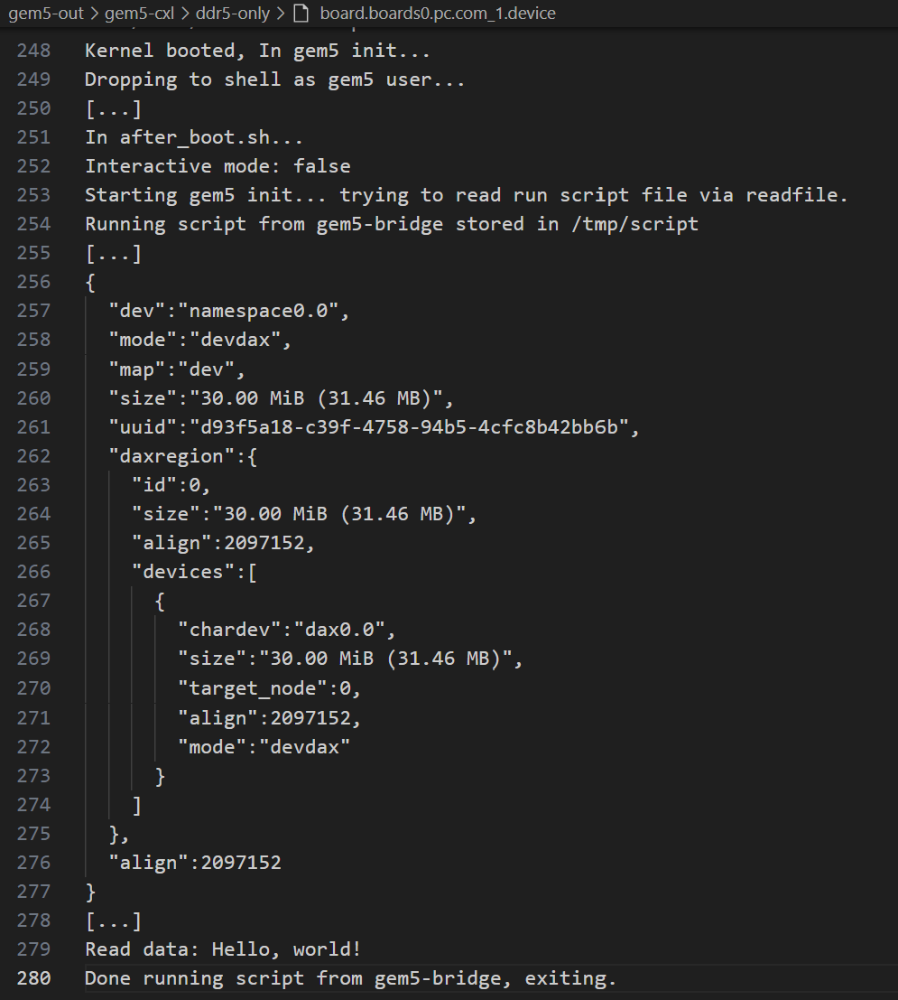 gem5-out > gem5-cxl > ddr5-only > board.boards0.pc.com_1.device
248 Kernel booted, In gem5 init...
249 Dropping to shell as gem5 user...
250 [...]
251 In after_boot.sh...
252 Interactive mode: false
253 Starting gem5 init... trying to read run script file via readfile.
254 Running script from gem5-bridge stored in /tmp/script
255 [...]
256 {
257   "dev":"namespace0.0",
258   "mode":"devdax",
259   "map":"dev",
260   "size":"30.00 MiB (31.46 MB)",
261   "uuid":"d93f5a18-c39f-4758-94b5-4cfc8b42bb6b",
262   "daxregion":{
263     "id":0,
264     "size":"30.00 MiB (31.46 MB)",
265     "align":2097152,
266     "devices":[
267       {
268         "chardev":"dax0.0",
269         "size":"30.00 MiB (31.46 MB)",
270         "target_node":0,
271         "align":2097152,
272         "mode":"devdax"
273       }
274     ]
275   },
276   "align":2097152
277 }
278 [...]
279 Read data: Hello, world!
280 Done running script from gem5-bridge, exiting.